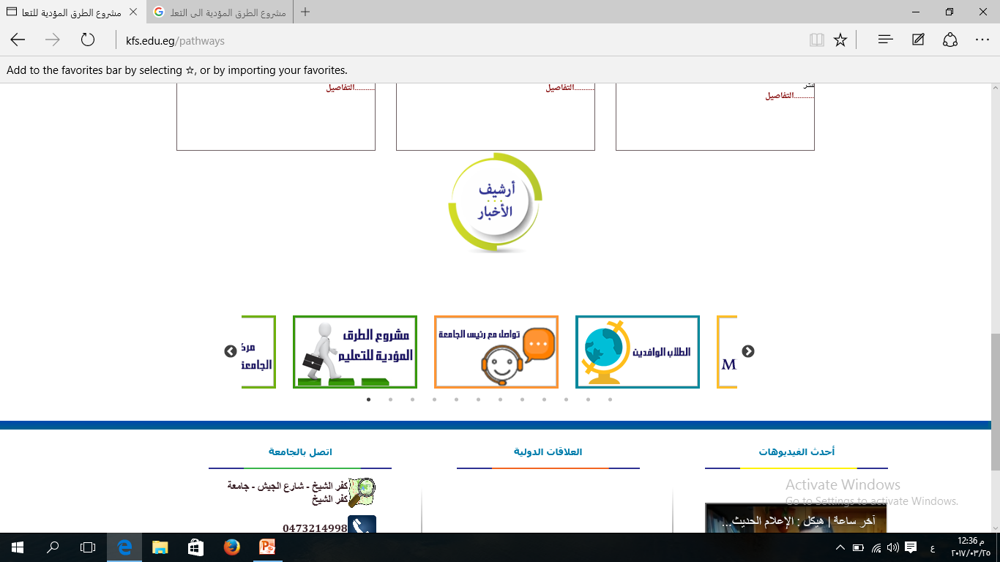 مشروع الطرق المؤدية للتعا
مشروع الطرق المؤدية الى التعل
kfs.edu.eg/pathways
Add to the favorites bar by selecting ☆, or by importing your favorites.
نشر
...........التفاصيل
...........التفاصيل
...........التفاصيل
أرشيف
الأخبار
M
الطلاب الوافدين
تواصل مع رئيس الجامعة
مشروع الطرق
المؤدية للتعليم
مرك
الجامعة
أحدث الفيديوهات
العلاقات الدولية
اتصل بالجامعة
كفر الشيخ - شارع الجيش - جامعة
كفر الشيخ
0473214998
آخر ساعة | هيكل : الإعلام الحديث...
Activate Windows
Go to Settings to activate Windows.
ع
12:36 م
٢٠١٧/٠٣/٢٥